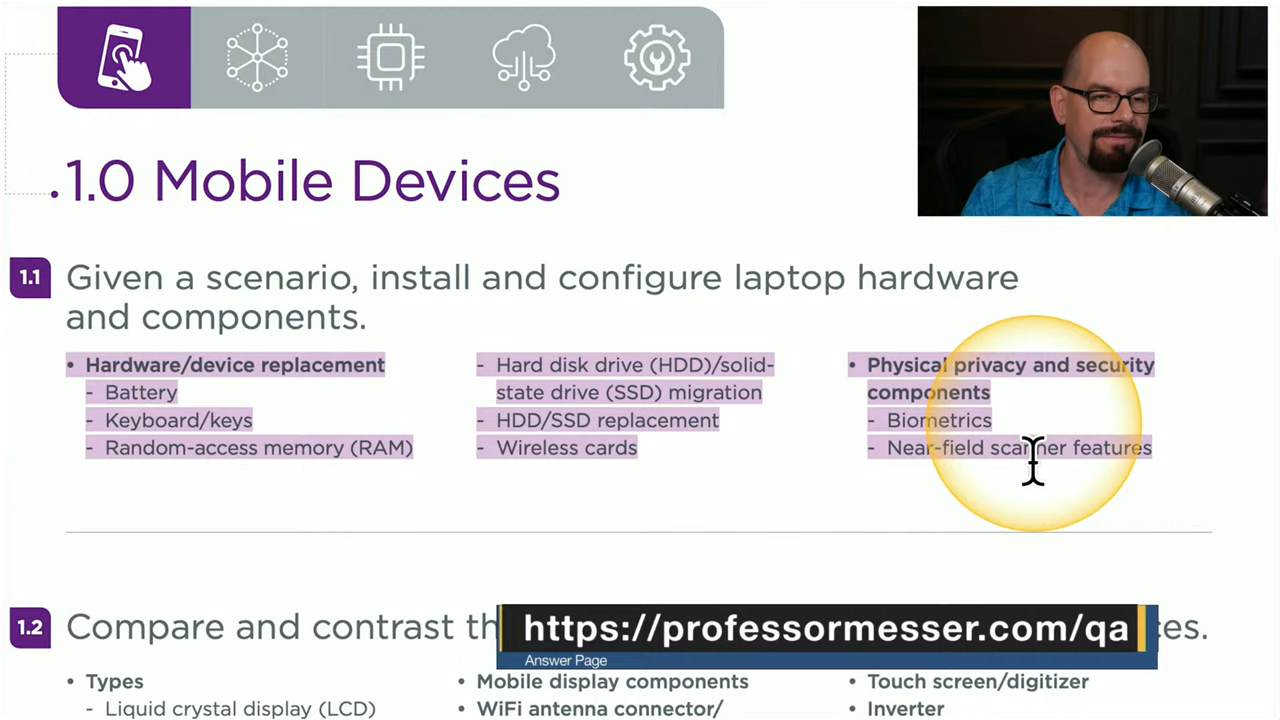 .1.0 Mobile Devices
1.1 Given a scenario, install and configure laptop hardware
and components.
• Hardware/device replacement
- Battery
- Keyboard/keys
- Random-access memory (RAM)
- Hard disk drive (HDD)/solid-
state drive (SSD) migration
- HDD/SSD replacement
- Wireless cards
• Physical privacy and security
components
- Biometrics
- Near-field scanner features
1.2 Compare and contrast th
es.
https://professormesser.com/qa
Answer Page
• Types
- Liquid crystal display (LCD)
• Mobile display components
• WiFi antenna connector/
• Touch screen/digitizer
• Inverter